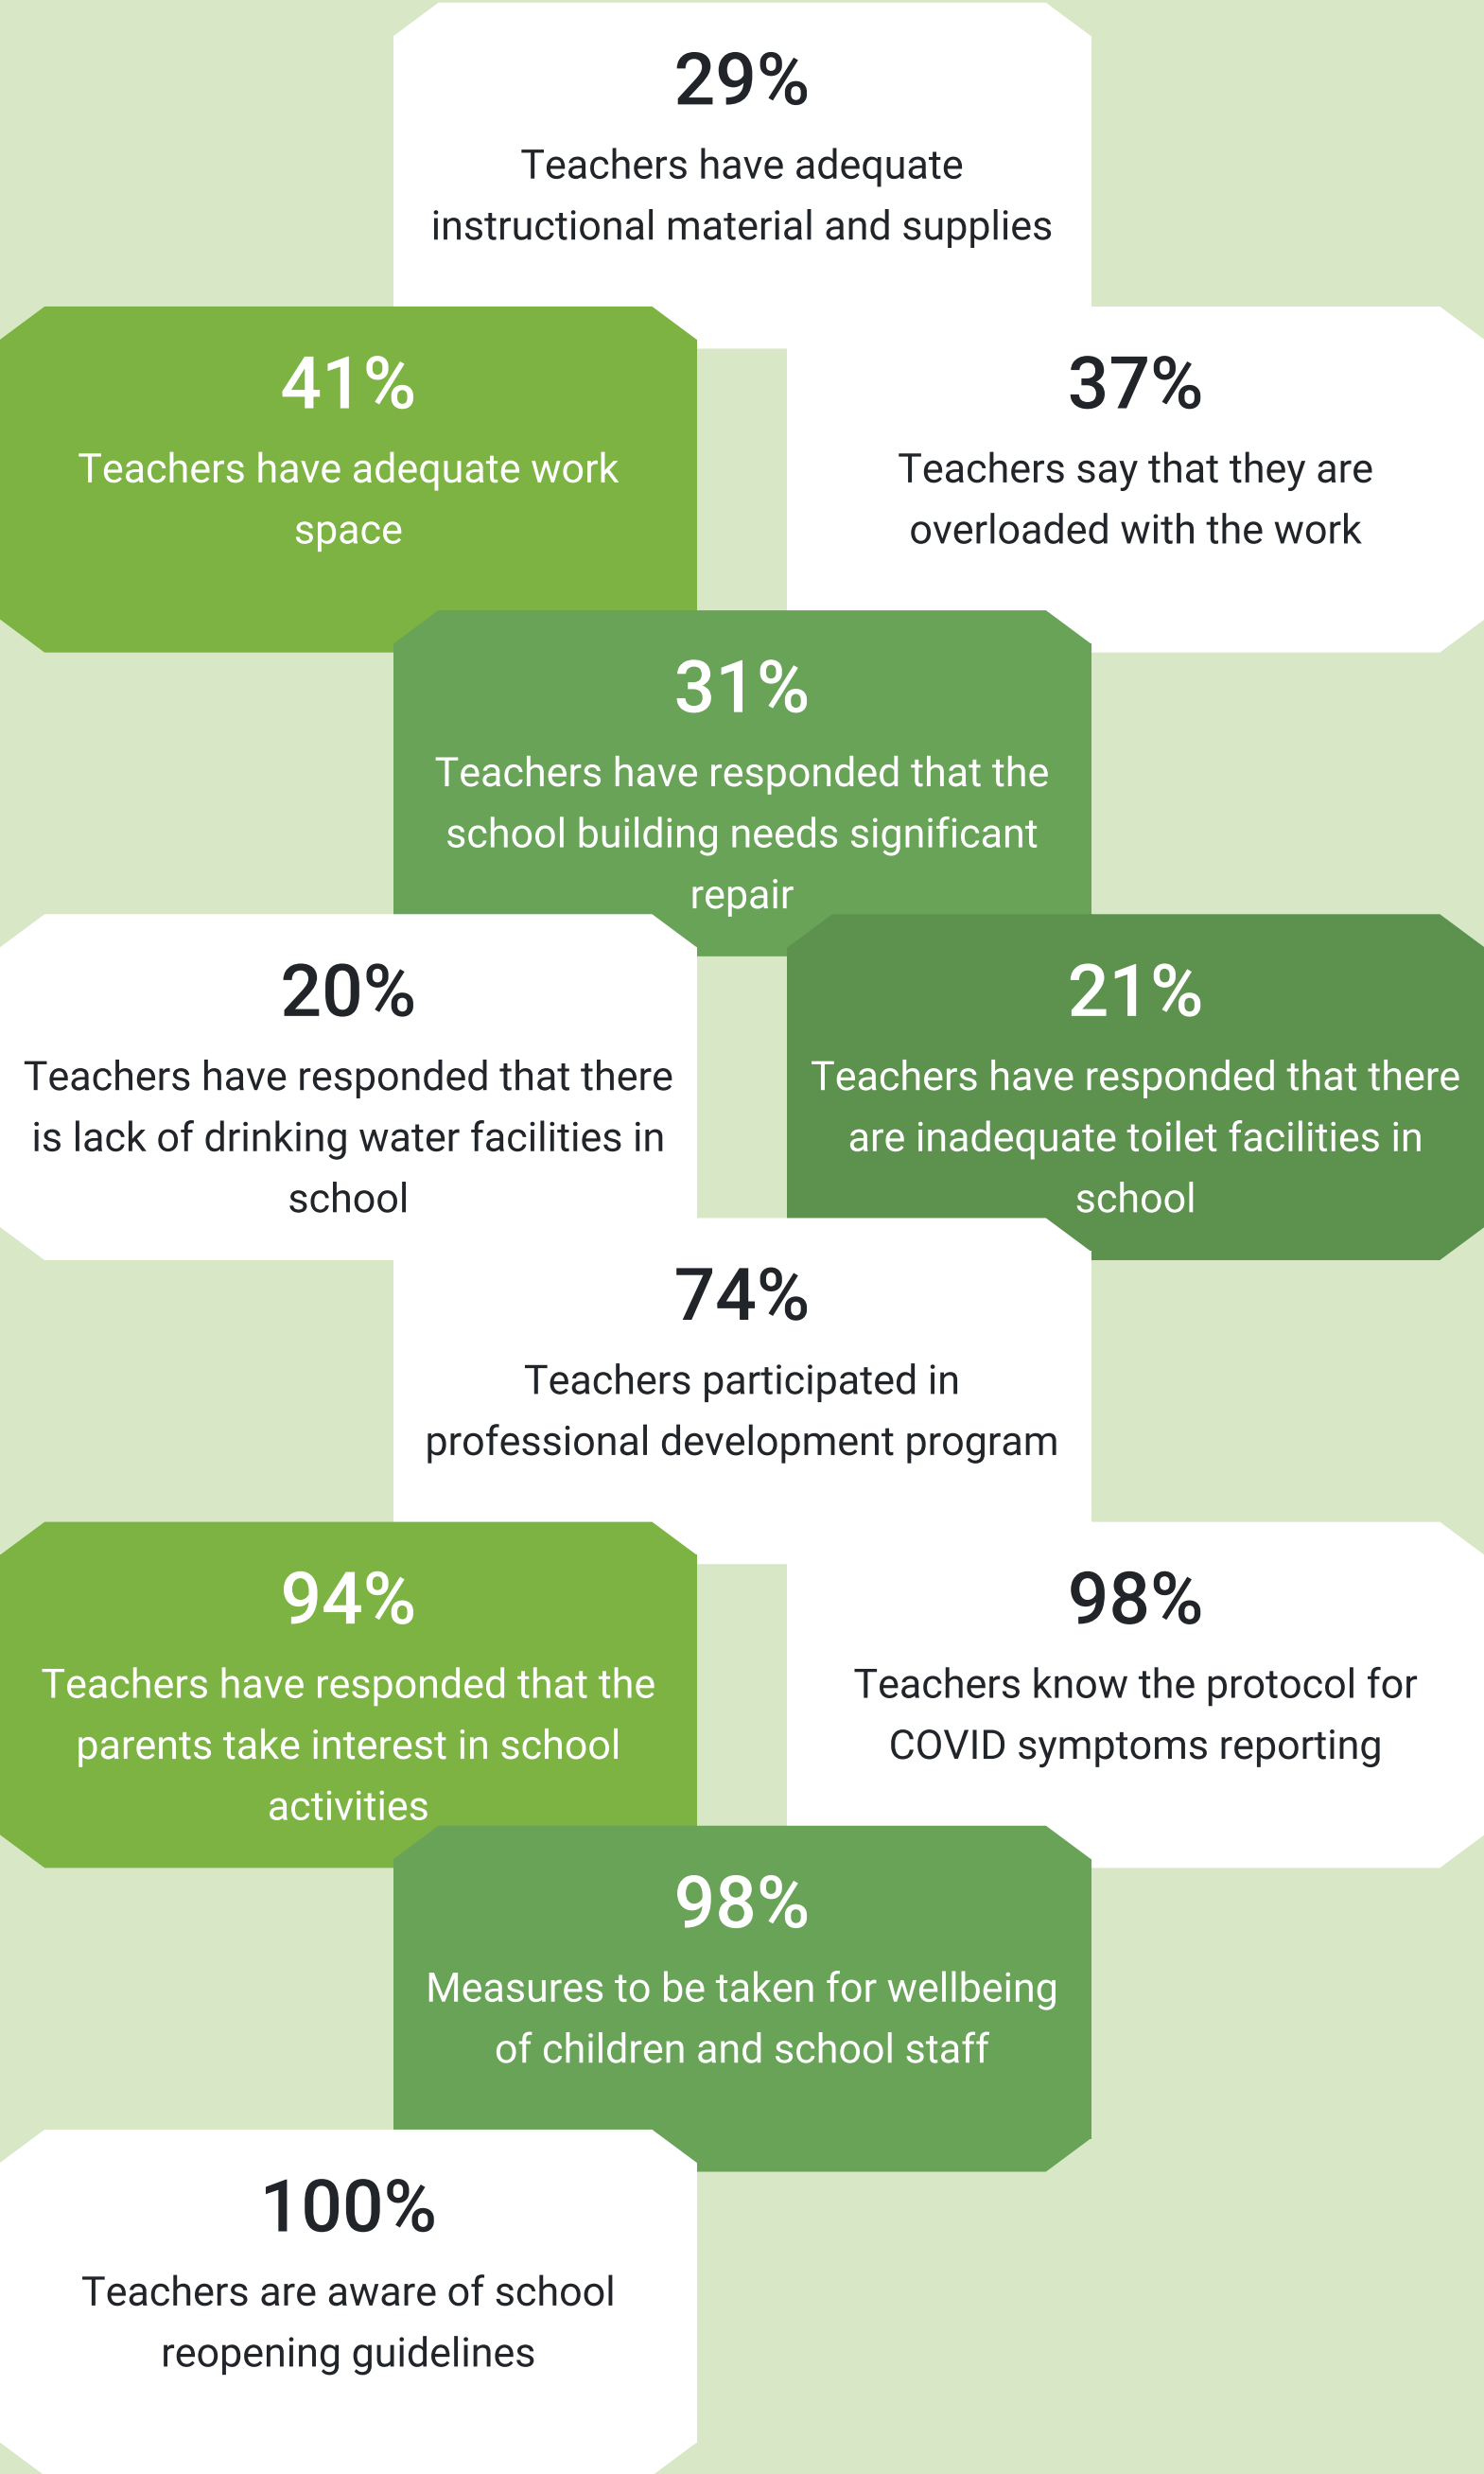 29%
Teachers have adequate
instructional material and supplies
41%
Teachers have adequate work
space
37%
Teachers say that they are
overloaded with the work
31%
Teachers have responded that the
school building needs significant
repair
20%
Teachers have responded that there
is lack of drinking water facilities in
school
21%
Teachers have responded that there
are inadequate toilet facilities in
school
74%
Teachers participated in
professional development program
94%
Teachers have responded that the
parents take interest in school
activities
98%
Teachers know the protocol for
COVID symptoms reporting
98%
Measures to be taken for wellbeing
of children and school staff
100%
Teachers are aware of school
reopening guidelines